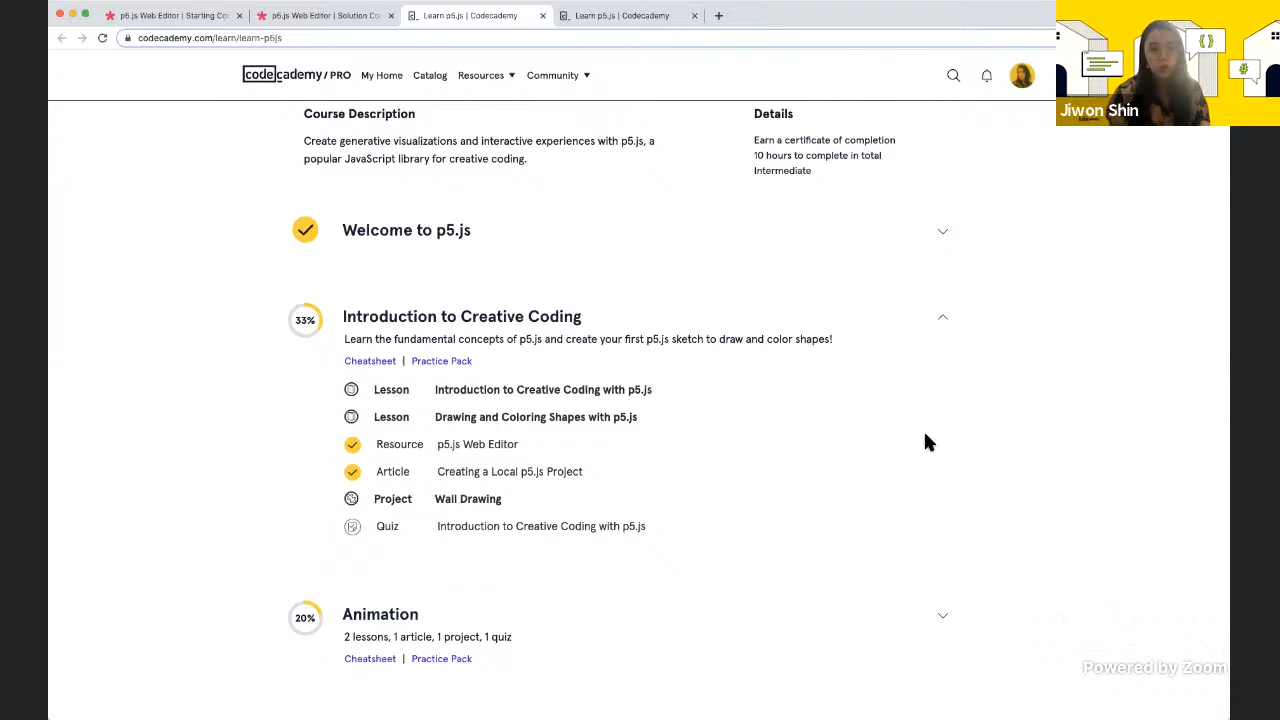 p5.js Web Editor | Starting Co
p5.js Web Editor | Solution Co
Learn p5.js | Codecademy
Learn p5.js | Codecademy
codecademy.com/learn/learn-p5js
codecademy / PRO My Home Catalog Resources Community
Jiwon Shin
Course Description
Create generative visualizations and interactive experiences with p5.js, a
popular JavaScript library for creative coding.
Details
Earn a certificate of completion
10 hours to complete in total
Intermediate
Welcome to p5.js
33% Introduction to Creative Coding
Learn the fundamental concepts of p5.js and create your first p5.js sketch to draw and color shapes!
Cheatsheet | Practice Pack
Lesson Introduction to Creative Coding with p5.js
Lesson Drawing and Coloring Shapes with p5.js
Resource p5.js Web Editor
Article Creating a Local p5.js Project
Project Wall Drawing
Quiz Introduction to Creative Coding with p5.js
20% Animation
2 lessons, 1 article, 1 project, 1 quiz
Cheatsheet | Practice Pack
Powered by Zoom